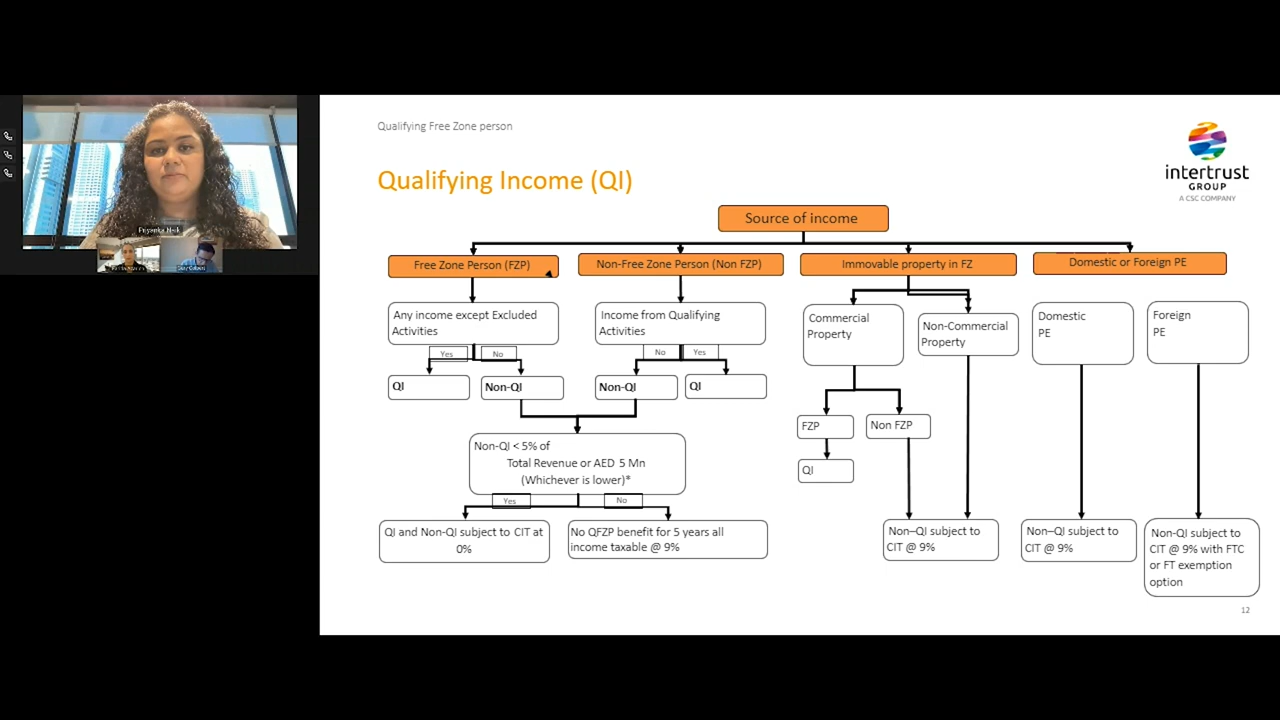 Priyanka Naik
Qualifying Free Zone person
Qualifying Income (QI)
intertrust
GROUP
A CSC COMPANY
Source of income
Free Zone Person (FZP)
Non-Free Zone Person (Non FZP)
Immovable property in FZ
Domestic or Foreign PE
Any income except Excluded
Activities
Income from Qualifying
Activities
Commercial
Property
Non-Commercial
Property
Domestic
PE
Foreign
PE
Yes
No
No
Yes
QI
Non-QI
Non-QI
QI
FZP
Non FZP
QI
Non-QI < 5% of
Total Revenue or AED 5 Mn
(Whichever is lower)*
Yes
No
QI and Non-QI subject to CIT at
0%
No QFZP benefit for 5 years all
income taxable @ 9%
Non–QI subject to
CIT @ 9%
Non–QI subject to
CIT @ 9%
Non-QI subject to
CIT @ 9% with FTC
or FT exemption
option
12